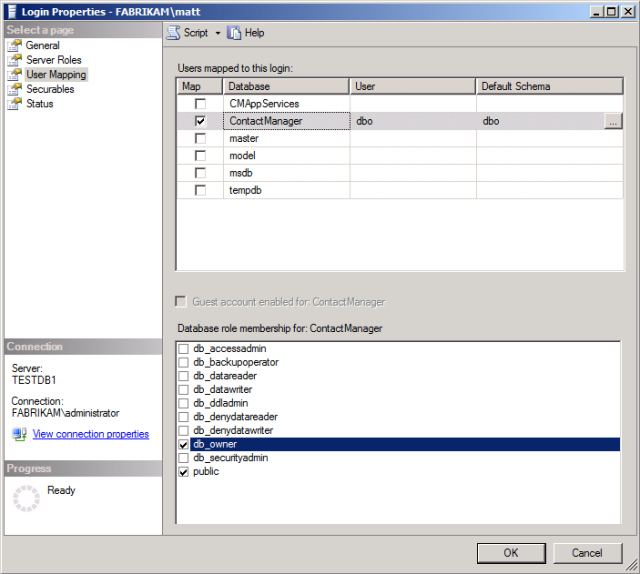 Login Properties - FABRIKAM\matt
Select a page
General
Server Roles
User Mapping
Securables
Status
Script Help
Users mapped to this login:
Map Database User Default Schema
CMAppServices
ContactManager dbo dbo ...
master
model
msdb
tempdb
Guest account enabled for: ContactManager
Database role membership for: ContactManager
db_accessadmin
db_backupoperator
db_datareader
db_datawriter
db_ddladmin
db_denydatareader
db_denydatawriter
db_owner
db_securityadmin
public
Connection
Server:
TESTDB1
Connection:
FABRIKAM\administrator
View connection properties
Progress
Ready
OK Cancel